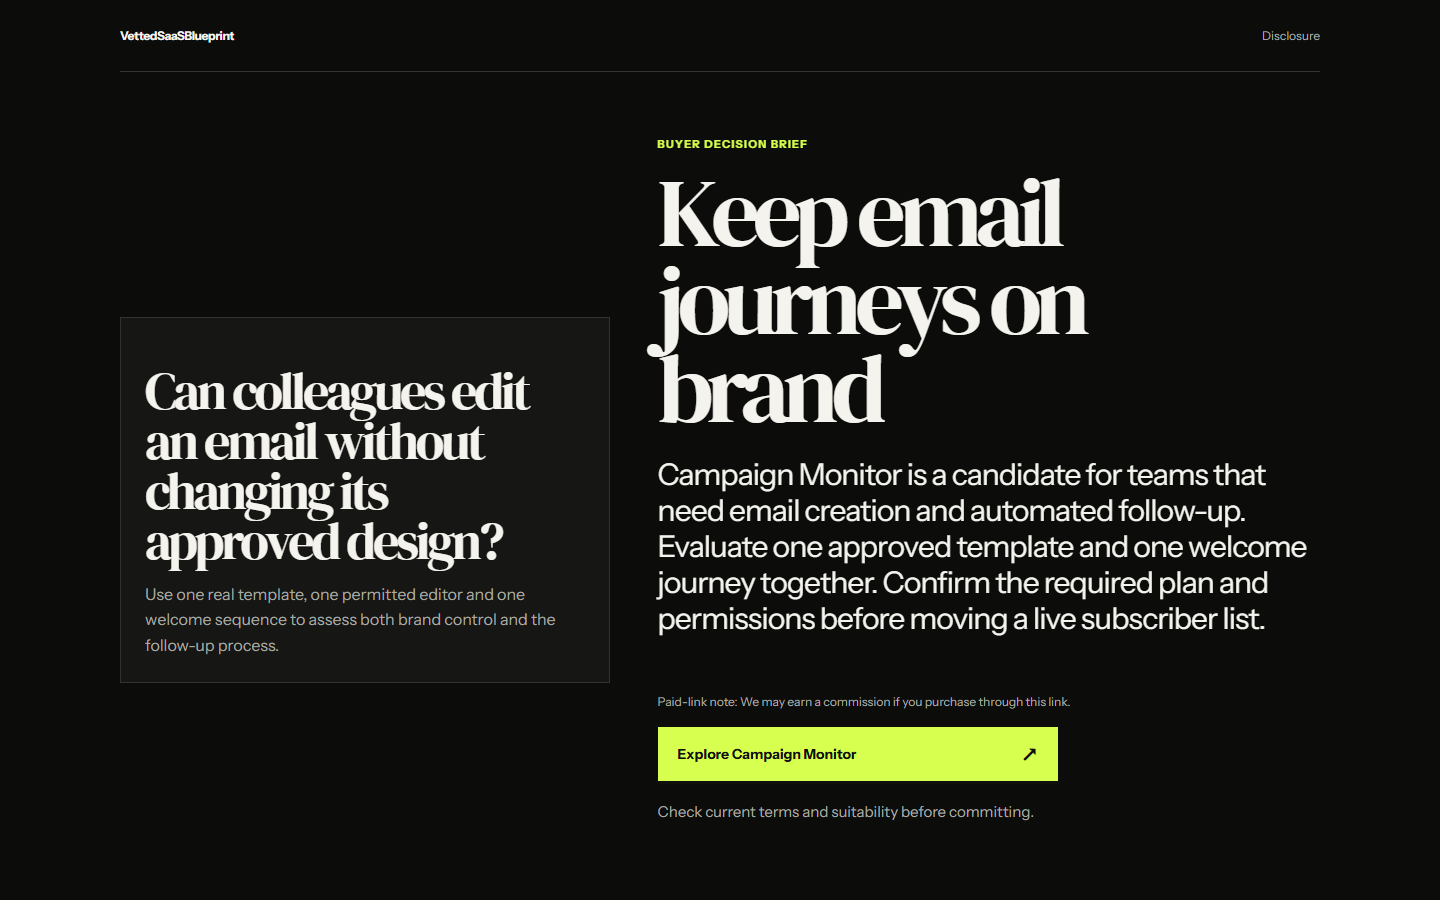 VettedSaaSBlueprint
Disclosure
Can colleagues edit
an email without
changing its
approved design?
Use one real template, one permitted editor and one
welcome sequence to assess both brand control and the
follow-up process.
BUYER DECISION BRIEF
Keep email
journeys on
brand
Campaign Monitor is a candidate for teams that
need email creation and automated follow-up.
Evaluate one approved template and one welcome
journey together. Confirm the required plan and
permissions before moving a live subscriber list.
Paid-link note: We may earn a commission if you purchase through this link.
Explore Campaign Monitor ↗
Check current terms and suitability before committing.